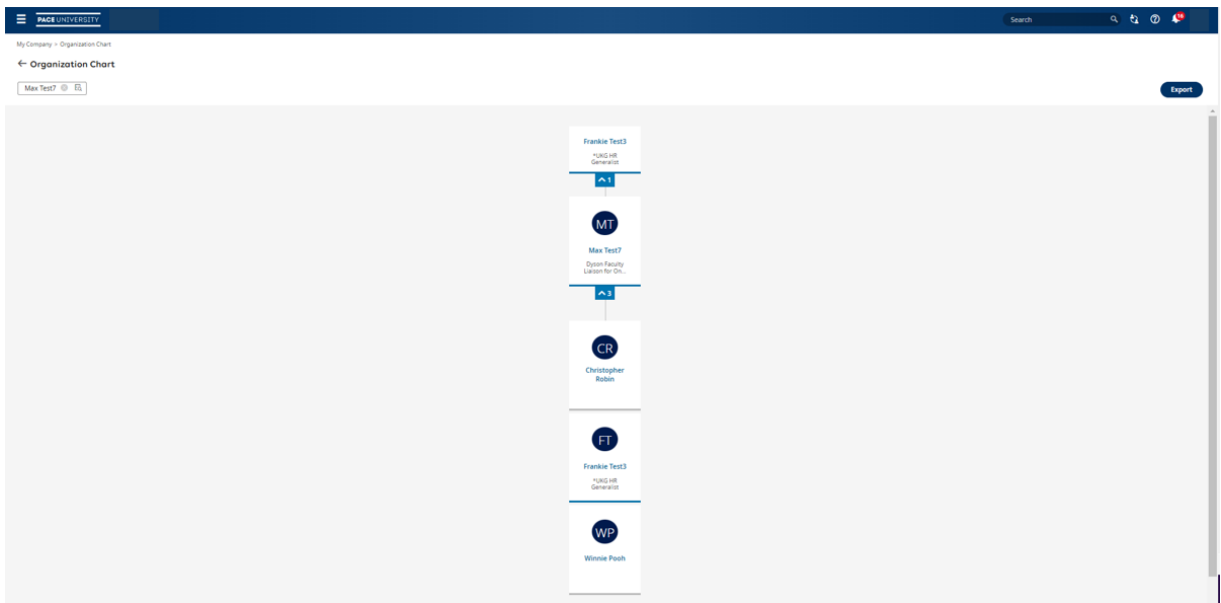 PACE UNIVERSITY
Search
16
My Company > Organization Chart
← Organization Chart
Max Test7
Export
Frankie Test3
*UKG HR
Generalist
1
MT
Max Test7
Dyson Faculty
Liaison for On...
3
CR
Christopher
Robin
FT
Frankie Test3
*UKG HR
Generalist
WP
Winnie Pooh